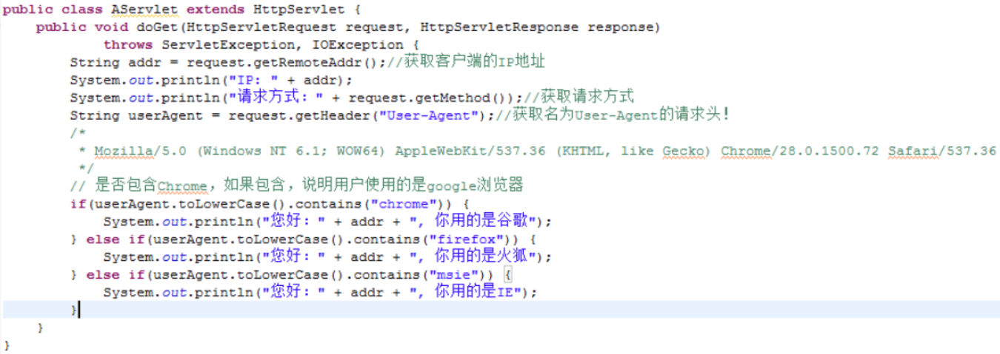 public class AServlet extends HttpServlet {
    public void doGet(HttpServletRequest request, HttpServletResponse response)
            throws ServletException, IOException {
        String addr = request.getRemoteAddr();//获取客户端的IP地址
        System.out.println("IP: " + addr);
        System.out.println("请求方式：" + request.getMethod());//获取请求方式
        String userAgent = request.getHeader("User-Agent");//获取名为User-Agent的请求头！
        /*
         * Mozilla/5.0 (Windows NT 6.1; WOW64) AppleWebKit/537.36 (KHTML, like Gecko) Chrome/28.0.1500.72 Safari/537.36
         */
        // 是否包含Chrome，如果包含，说明用户使用的是google浏览器
        if(userAgent.toLowerCase().contains("chrome")) {
            System.out.println("您好：" + addr + ", 你用的是谷歌");
        } else if(userAgent.toLowerCase().contains("firefox")) {
            System.out.println("您好：" + addr + ", 你用的是火狐");
        } else if(userAgent.toLowerCase().contains("msie")) {
            System.out.println("您好：" + addr + ", 你用的是IE");
        }
    }
}